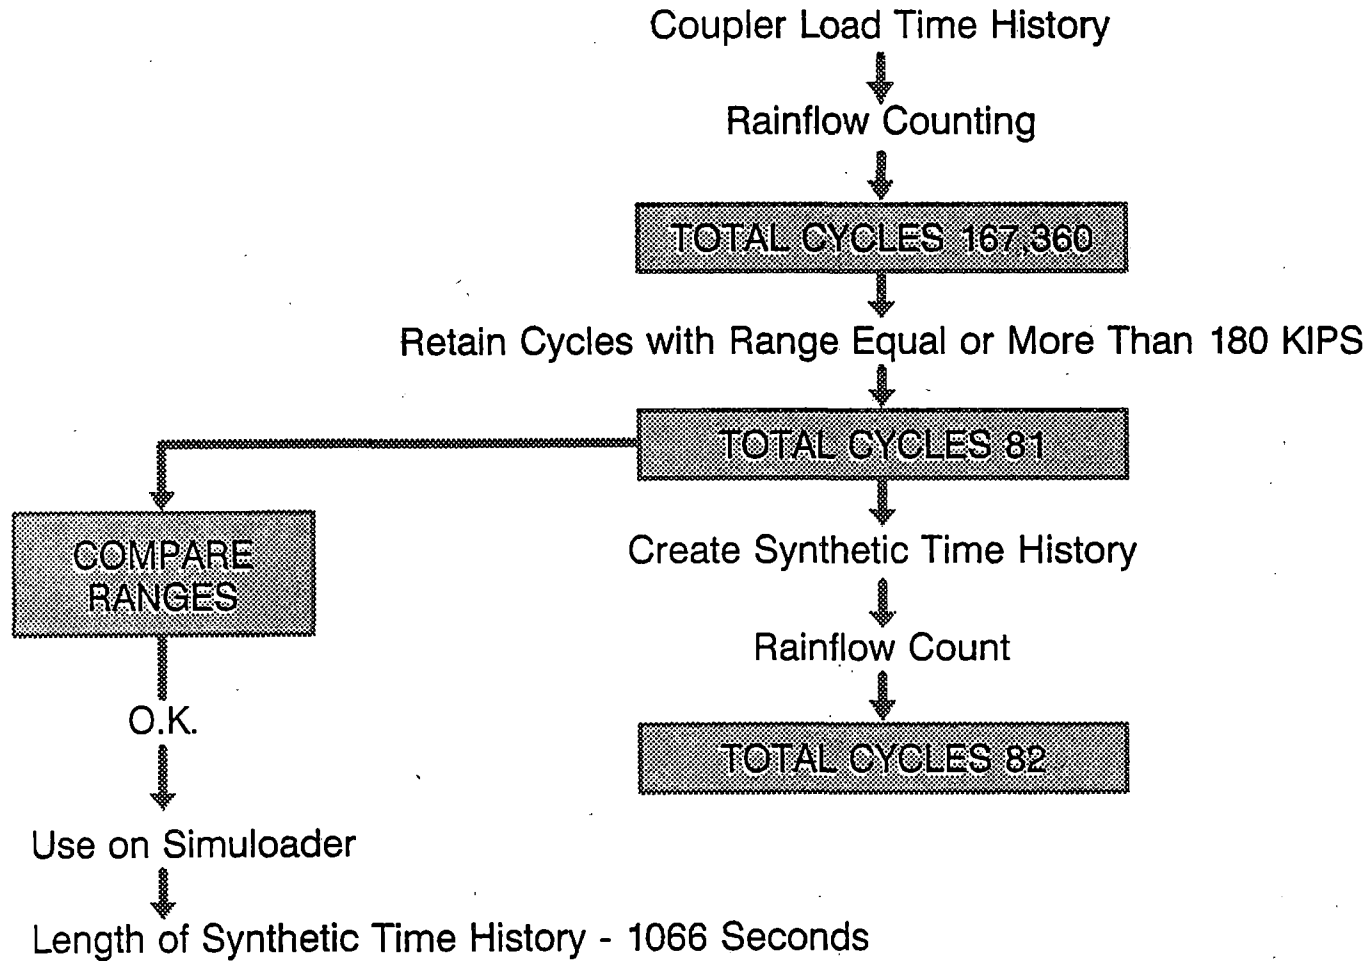 Coupler Load Time History
Rainflow Counting
TOTAL CYCLES 167,360
Retain Cycles with Range Equal or More Than 180 KIPS
TOTAL CYCLES 81
Create Synthetic Time History
Rainflow Count
TOTAL CYCLES 82
COMPARE
RANGES
O.K.
Use on Simuloader
Length of Synthetic Time History - 1066 Seconds